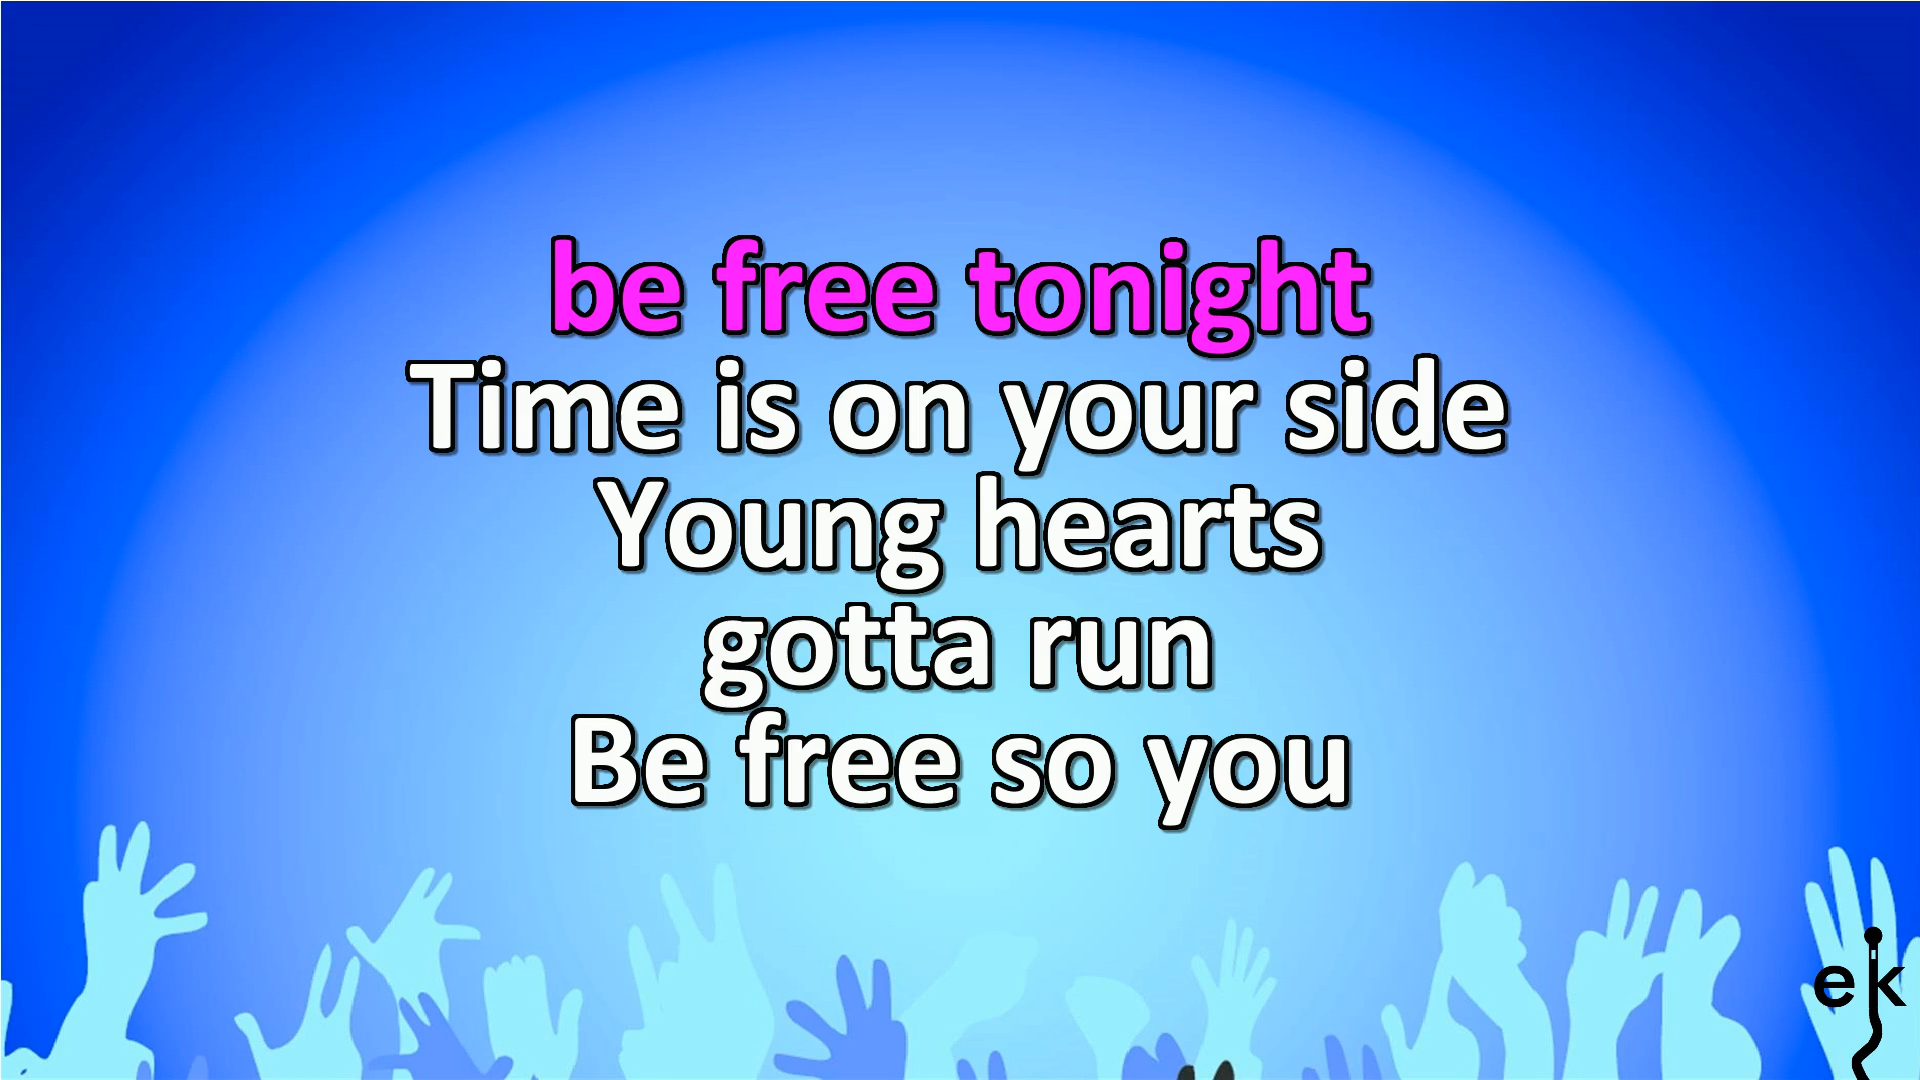 be free tonight
Time is on your side
Young hearts
gotta run
Be free so you
ek